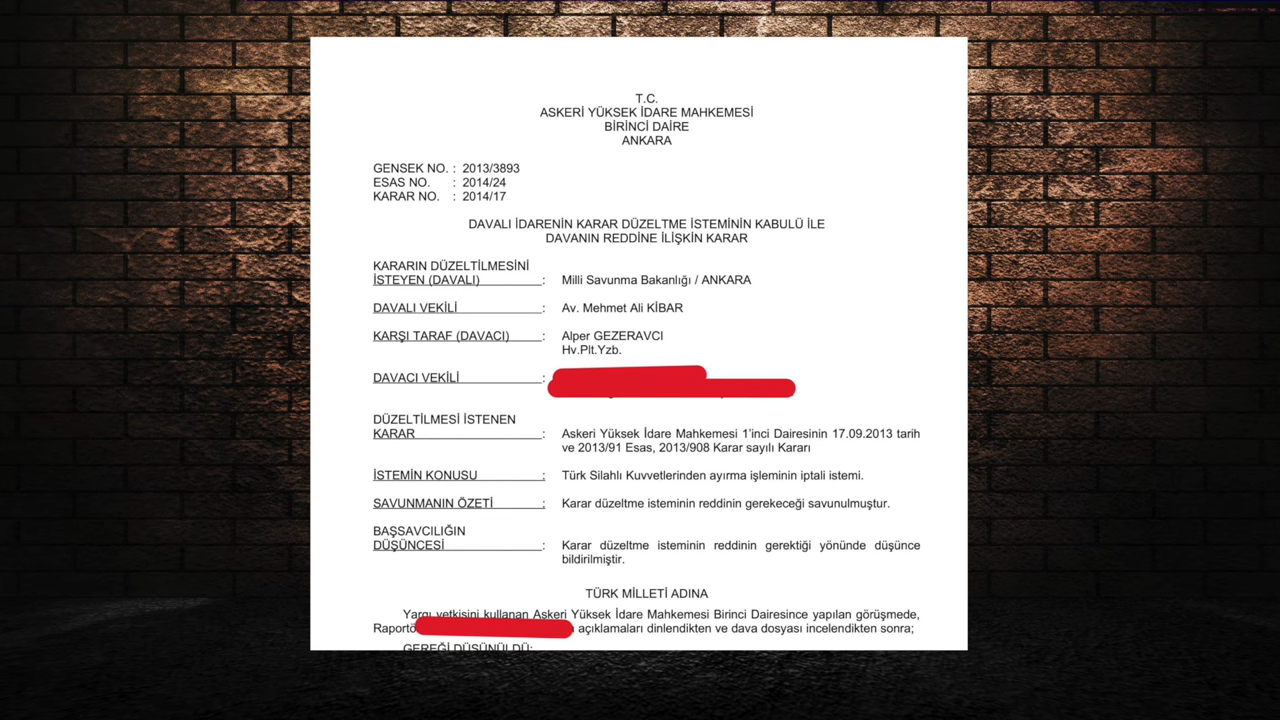 T.C.
ASKERİ YÜKSEK İDARE MAHKEMESİ
BİRİNCİ DAİRE
ANKARA
GENSEK NO. : 2013/3893
ESAS NO. : 2014/24
KARAR NO. : 2014/17
DAVALI İDARENİN KARAR DÜZELTME İSTEMİNİN KABULÜ İLE
DAVANIN REDDİNE İLİŞKİN KARAR
KARARIN DÜZELTİLMESİNİ
İSTEYEN (DAVALI) : Milli Savunma Bakanlığı / ANKARA
DAVALI VEKİLİ : Av. Mehmet Ali KİBAR
KARŞI TARAF (DAVACI) : Alper GEZERAVCI
Hv.Plt.Yzb.
DAVACI VEKİLİ :
DÜZELTİLMESİ İSTENEN
KARAR : Askeri Yüksek İdare Mahkemesi 1’inci Dairesinin 17.09.2013 tarih
ve 2013/91 Esas, 2013/908 Karar sayılı Kararı
İSTEMİN KONUSU : Türk Silahlı Kuvvetlerinden ayırma işleminin iptali istemi.
SAVUNMANIN ÖZETİ : Karar düzeltme isteminin reddinin gerekeceği savunulmuştur.
BAŞSAVCILIĞIN
DÜŞÜNCESİ : Karar düzeltme isteminin reddinin gerektiği yönünde düşünce
bildirilmiştir.
TÜRK MİLLETİ ADINA
Yargı yetkisini kullanan Askeri Yüksek İdare Mahkemesi Birinci Dairesince yapılan görüşmede,
Raportö açıklamaları dinlendikten ve dava dosyası incelendikten sonra;
GEREĞİ DÜŞÜNÜLDÜ: